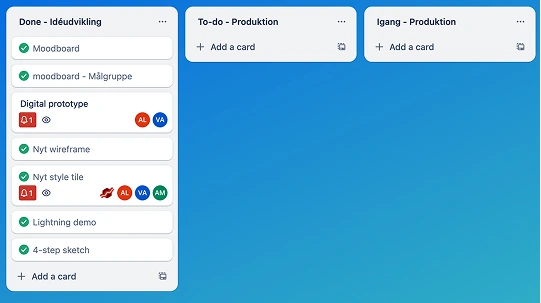 Done - Idéudvikling
Moodboard
moodboard - Målgruppe
Digital prototype
1
AL
VA
Nyt wireframe
Nyt style tile
1
AL
VA
AM
Lightning demo
4-step sketch
Add a card
To-do - Produktion
Add a card
Igang - Produktion
Add a card